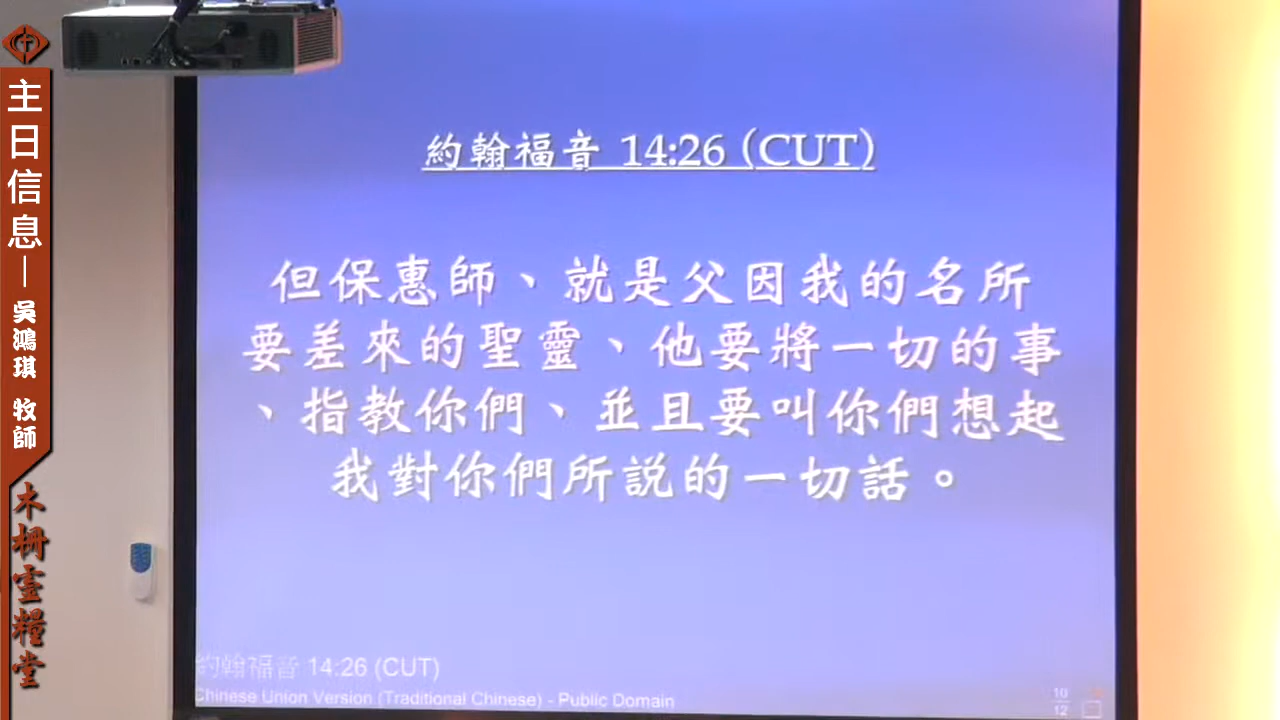 主日信息—吳鴻琪 牧師
木柵靈糧堂
約翰福音 14:26 (CUT)
但保惠師、就是父因我的名所
要差來的聖靈、他要將一切的事
、指教你們、並且要叫你們想起
我對你們所說的一切話。
約翰福音 14:26 (CUT)
Chinese Union Version (Traditional Chinese) - Public Domain
10
12